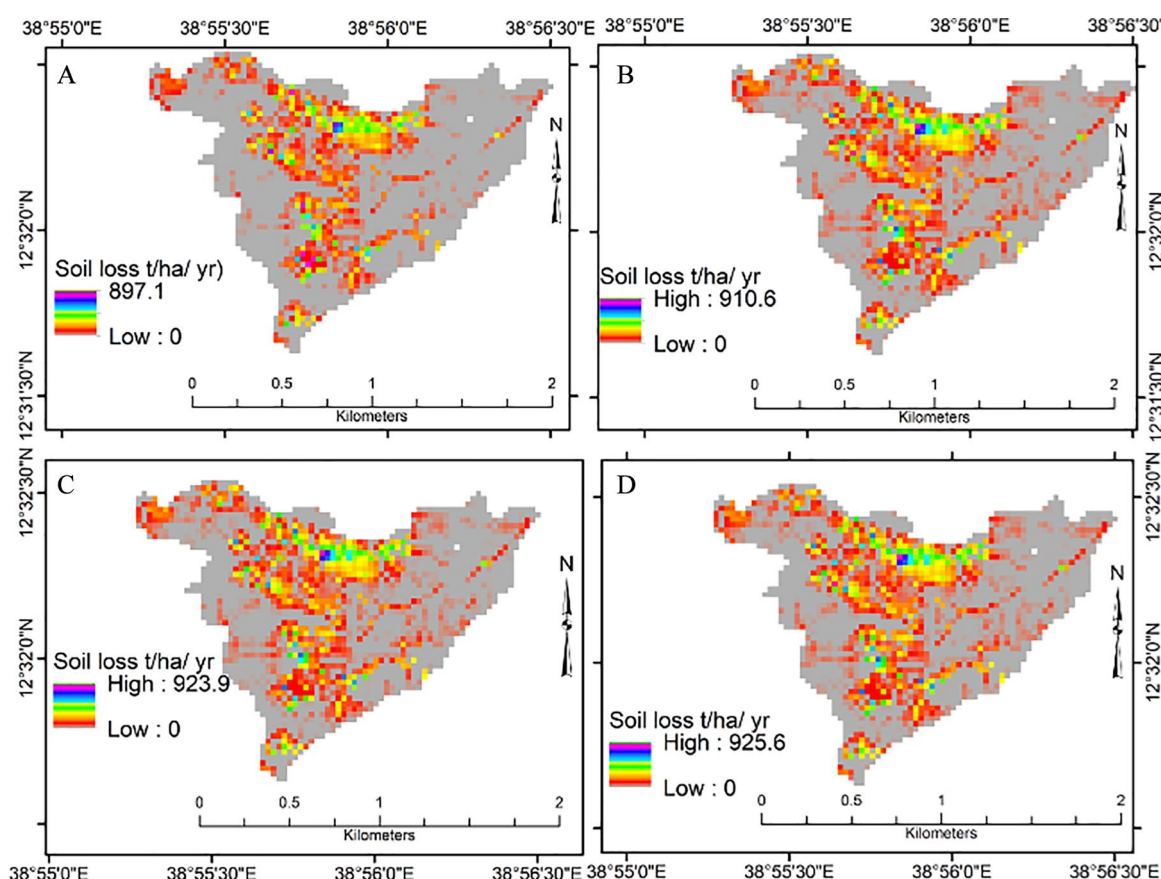 38°55'0"E 38°55'30"E 38°56'0"E 38°56'30"E
A
N
12°32'0"N
12°31'30"N
Soil loss t/ha/ yr)
897.1
Low : 0
0 0.5 1 2
Kilometers
38°55'0"E 38°55'30"E 38°56'0"E 38°56'30"
B
N
12°32'0"N
12°31'30"N
Soil loss t/ha/ yr
High : 910.6
Low : 0
0 0.5 1 2
Kilometers
C
N
12°32'30"N
12°32'0"N
Soil loss t/ha/ yr
High : 923.9
Low : 0
0 0.5 1 2
Kilometers
38°55'0"E 38°55'30"E 38°56'0"E 38°56'30"E
D
N
12°32'30"N
12°32'0"N
Soil loss t/ha/ yr
High : 925.6
Low : 0
0 0.5 1 2
Kilometers
38°55'0"E 38°55'30"E 38°56'0"E 38°56'30"E